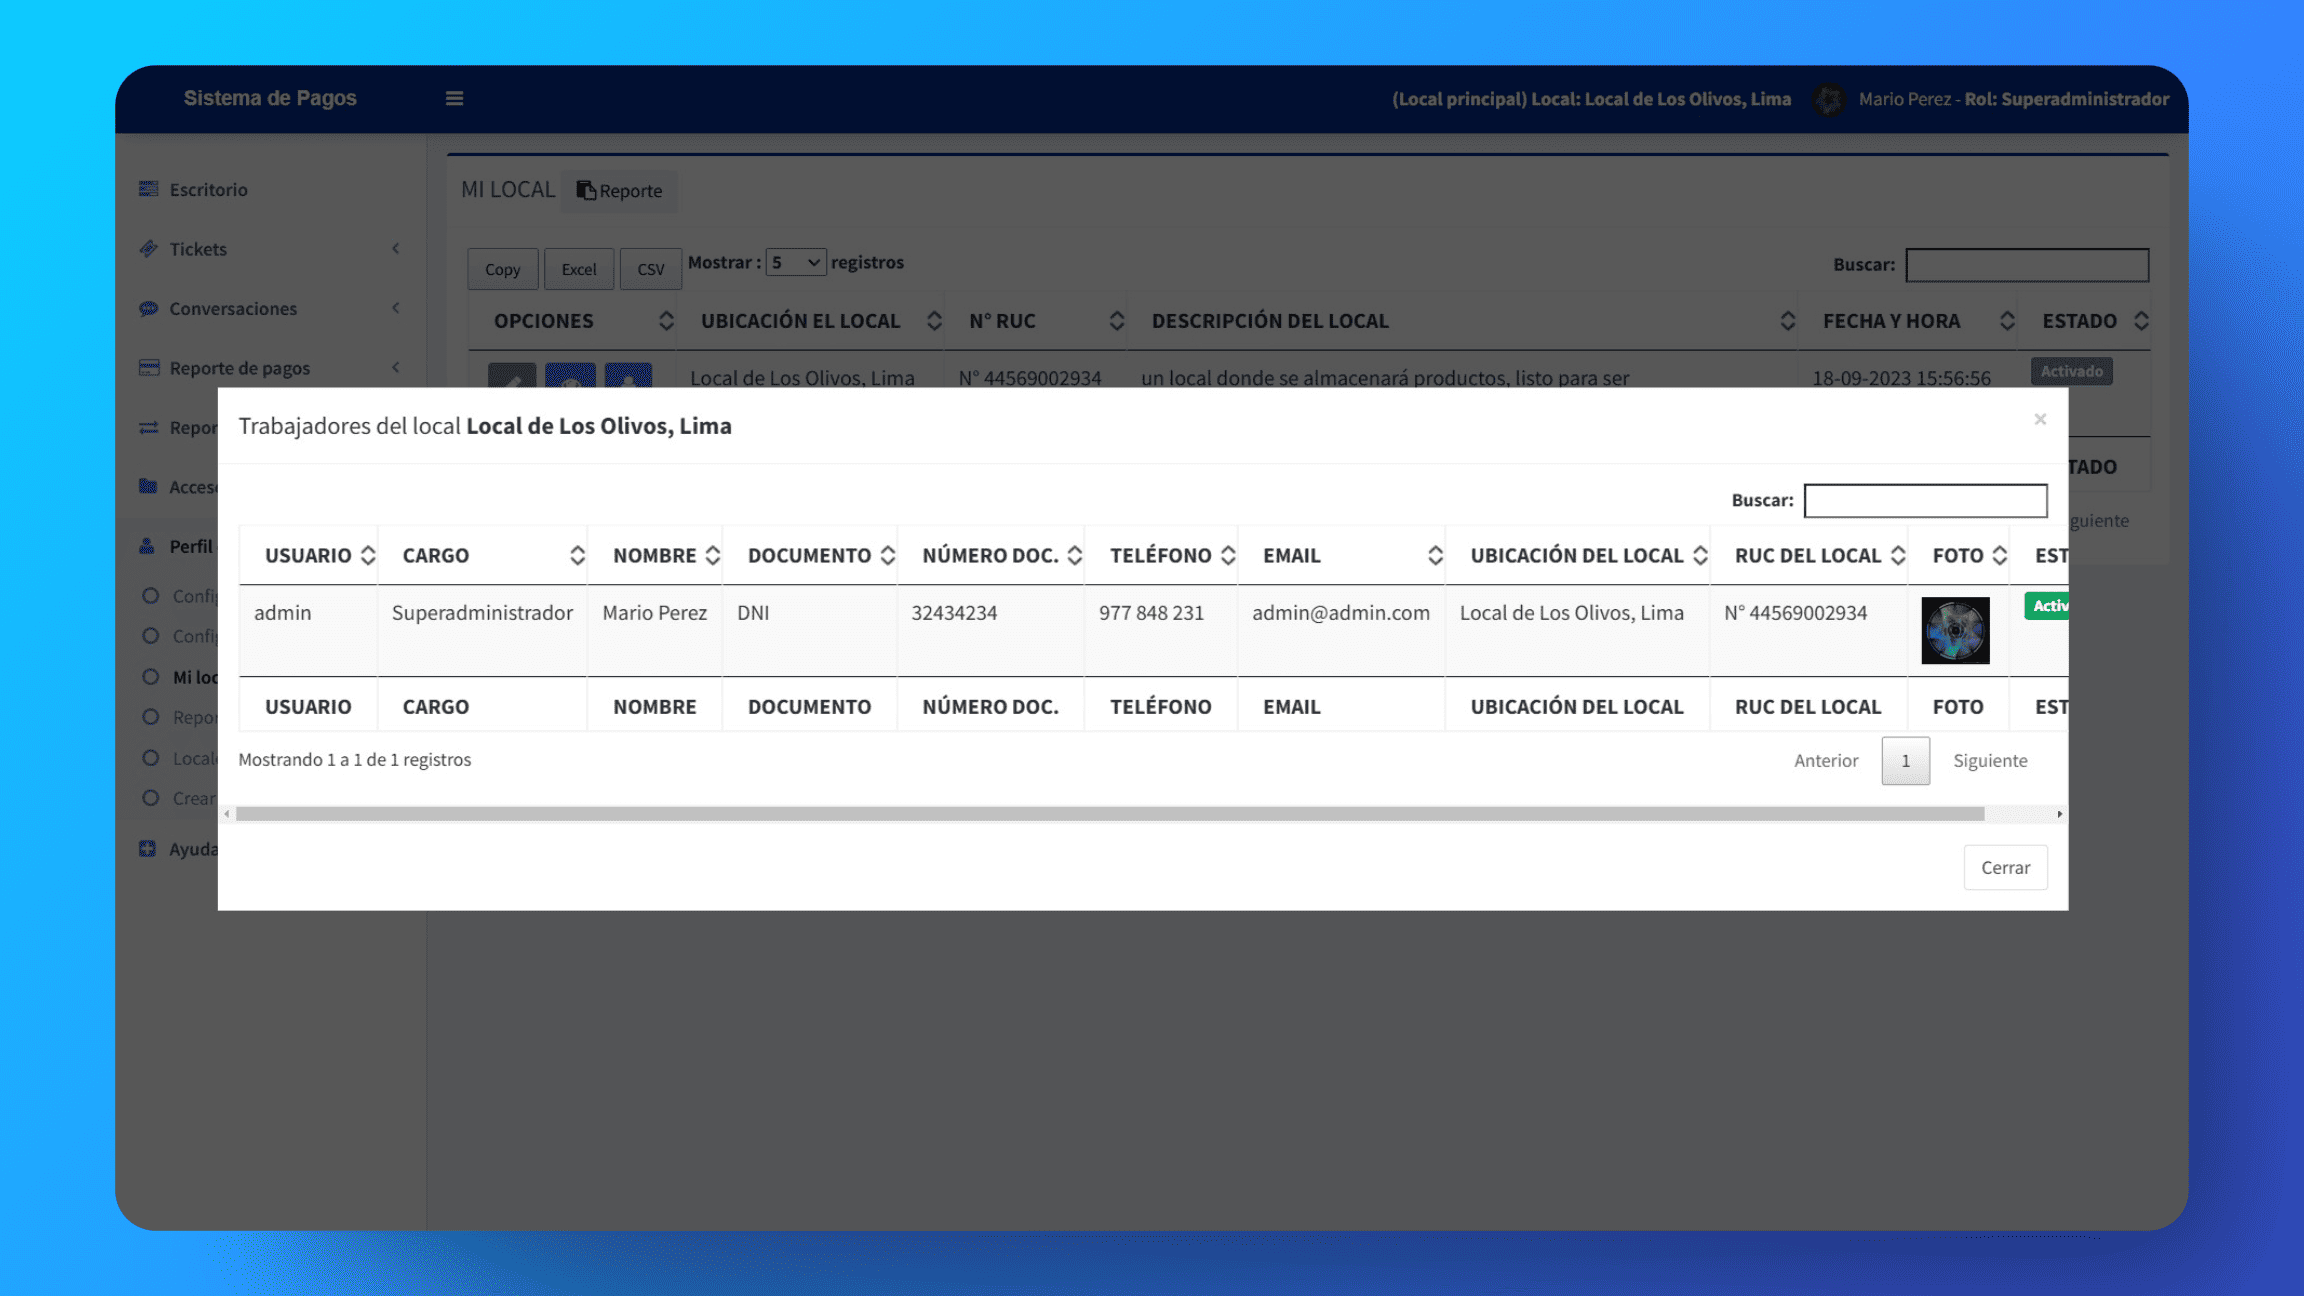 Sistema de Pagos
(Local principal) Local: Local de Los Olivos, Lima
Mario Perez - Rol: Superadministrador
Escritorio
Tickets
Conversaciones
Reporte de pagos
Repor
Acces
Perfil
Confi
Confi
Mi loc
Repor
Local
Crear
Ayuda
MI LOCAL
Reporte
Copy
Excel
CSV
Mostrar : 5 registros
Buscar:
OPCIONES UBICACIÓN EL LOCAL N° RUC DESCRIPCIÓN DEL LOCAL FECHA Y HORA ESTADO
Local de Los Olivos, Lima N° 44569002934 un local donde se almacenará productos, listo para ser 18-09-2023 15:56:56 Activado
TADO
guiente
Trabajadores del local Local de Los Olivos, Lima
×
Buscar:
USUARIO CARGO NOMBRE DOCUMENTO NÚMERO DOC. TELÉFONO EMAIL UBICACIÓN DEL LOCAL RUC DEL LOCAL FOTO EST
admin Superadministrador Mario Perez DNI 32434234 977 848 231 admin@admin.com Local de Los Olivos, Lima N° 44569002934 Activ
USUARIO CARGO NOMBRE DOCUMENTO NÚMERO DOC. TELÉFONO EMAIL UBICACIÓN DEL LOCAL RUC DEL LOCAL FOTO EST
Mostrando 1 a 1 de 1 registros
Anterior 1 Siguiente
Cerrar